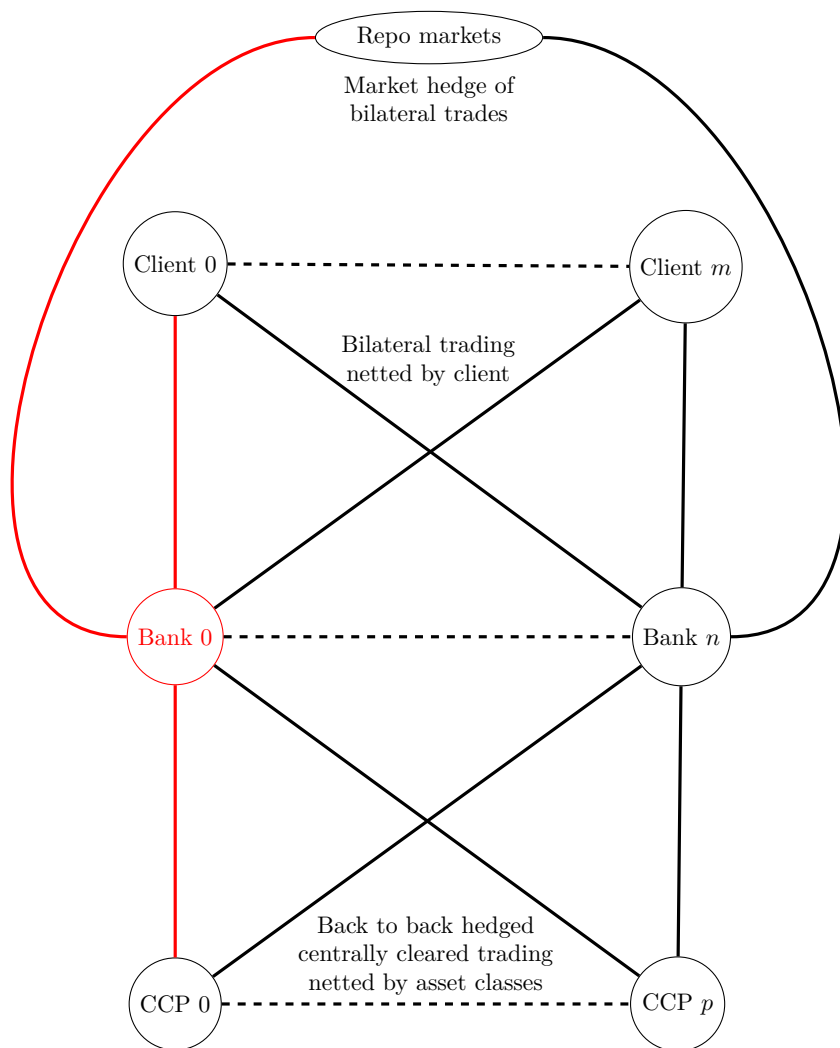 Repo markets
Market hedge of
bilateral trades
Client 0
Client m
Bilateral trading
netted by client
Bank 0
Bank n
Back to back hedged
centrally cleared trading
netted by asset classes
CCP 0
CCP p